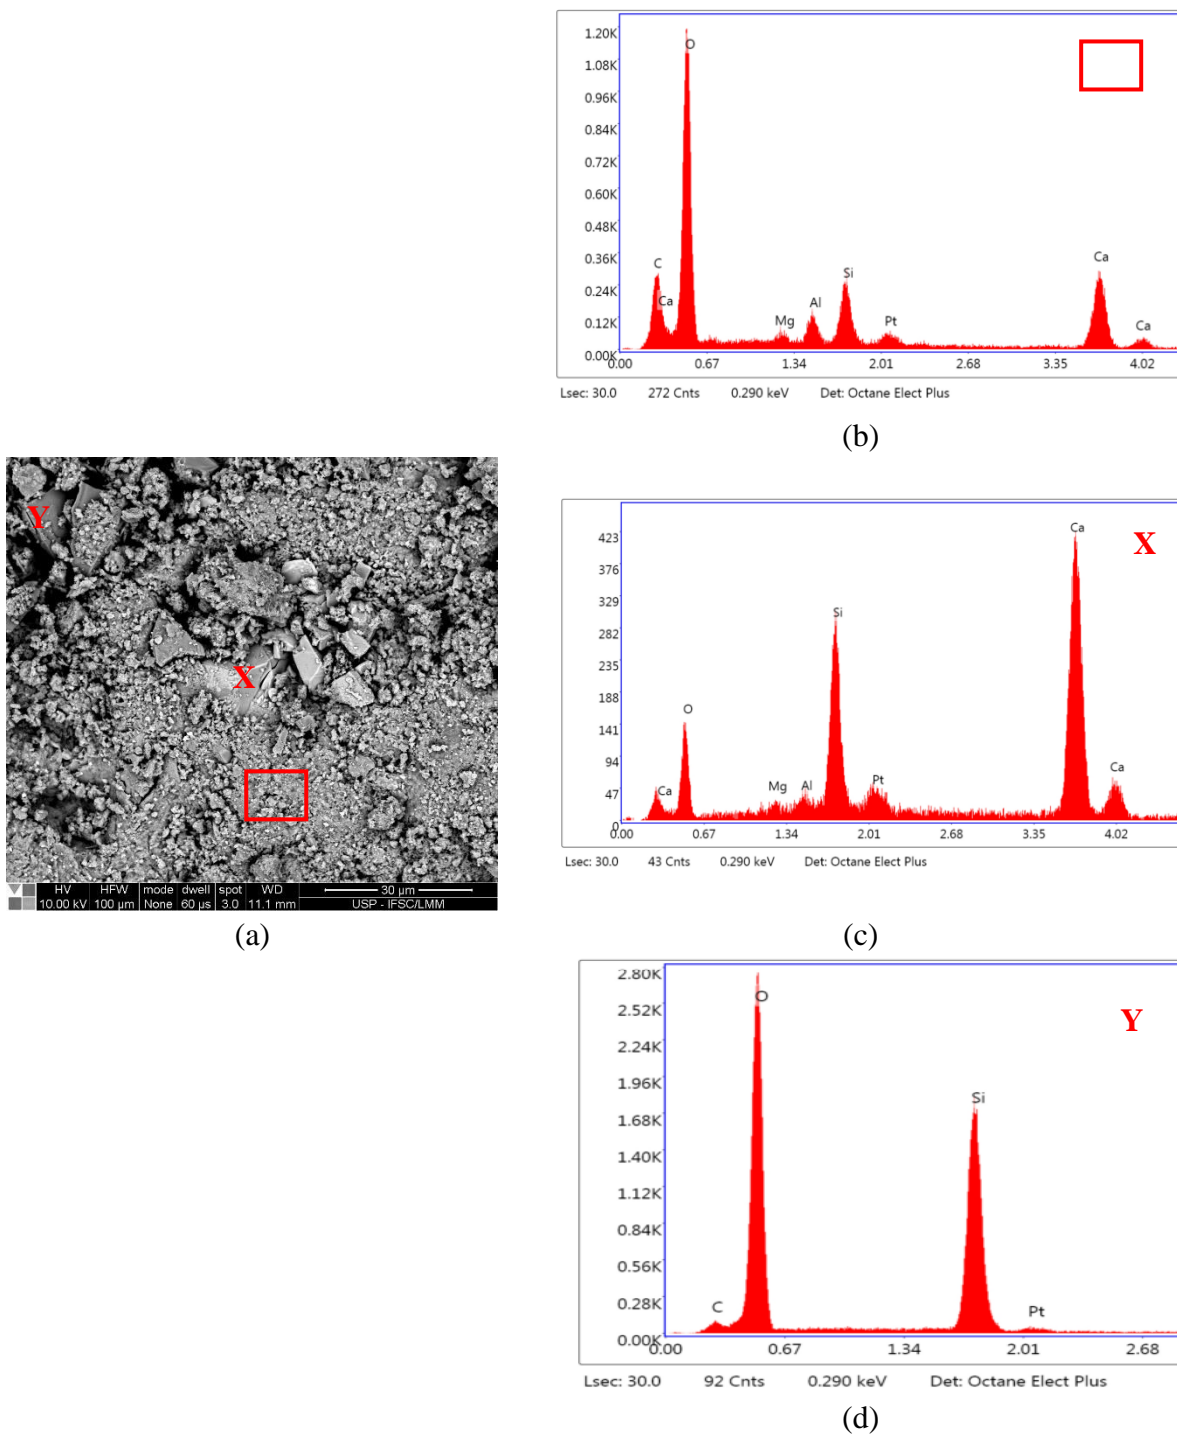 1.20K
O
1.08K
0.96K
0.84K
0.72K
0.60K
0.48K
0.36K
C
Ca
Si
0.24K
Ca
Al
Mg
Pt
Ca
0.12K
0.00K
0.00 0.67 1.34 2.01 2.68 3.35 4.02
Lsec: 30.0 272 Cnts 0.290 keV Det: Octane Elect Plus
(b)
Y
X
HV HFW mode dwell spot WD 30 µm
10.00 kV 100 µm None 60 µs 3.0 11.1 mm USP - IFSC/LMM
(a)
423
Ca
X
376
329
Si
282
235
188
O
141
94
Ca
Mg
Al
Pt
Ca
47
0
0.00 0.67 1.34 2.01 2.68 3.35 4.02
Lsec: 30.0 43 Cnts 0.290 keV Det: Octane Elect Plus
(c)
2.80K
O
Y
2.52K
2.24K
1.96K
Si
1.68K
1.40K
1.12K
0.84K
0.56K
0.28K
C
Pt
0.00K
0.00 0.67 1.34 2.01 2.68
Lsec: 30.0 92 Cnts 0.290 keV Det: Octane Elect Plus
(d)